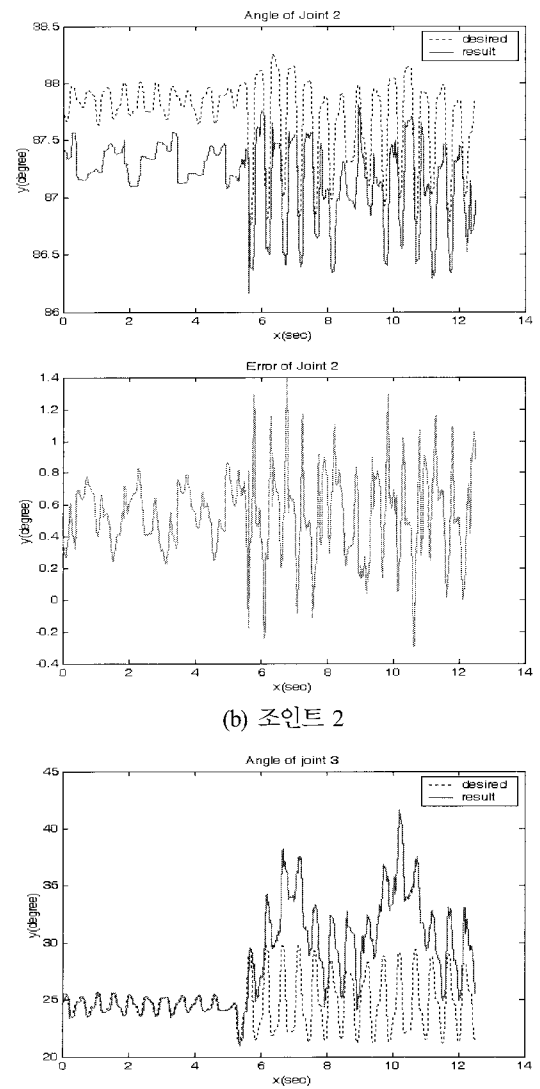 Angle of Joint 2
88.5
desired
result
88
87.5
y(degree)
87
86.5
86
0 2 4 6 8 10 12 14
x(sec)
Error of Joint 2
1.4
1.2
1
0.8
0.6
y(degree)
0.4
0.2
0
-0.2
-0.4
0 2 4 6 8 10 12 14
x(sec)
(b) 조인트 2
Angle of joint 3
45
desired
result
40
35
y(degree)
30
25
20
0 2 4 6 8 10 12 14
x(sec)